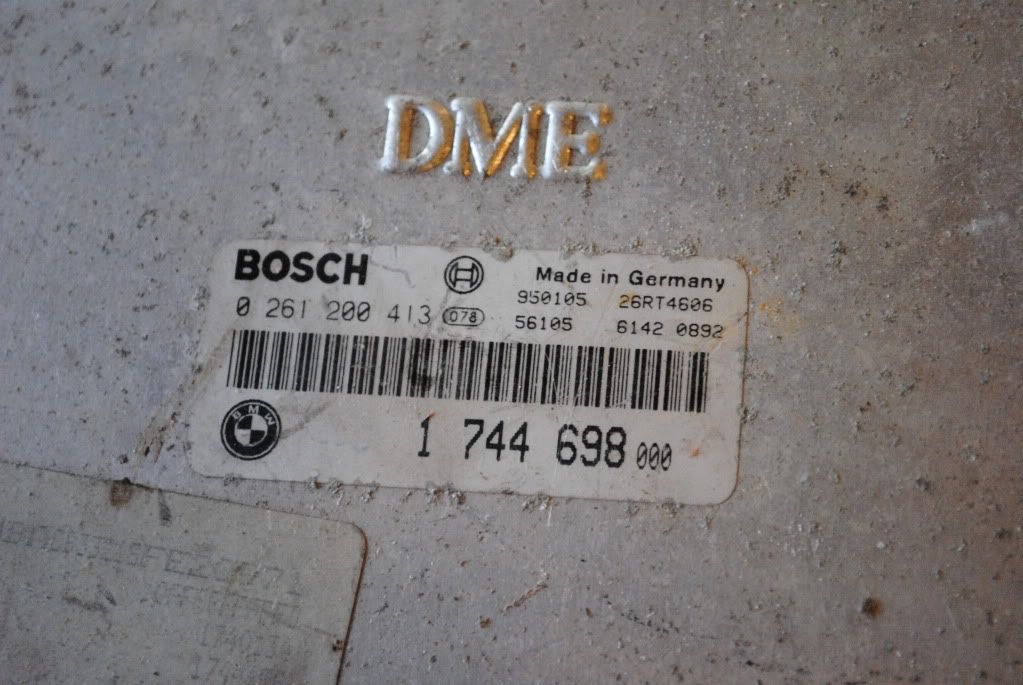 DME
BOSCH
Made in Germany
0 261 200 413 078
950105 26RT4606
56105 6142 0892
BMW
1 744 698 000